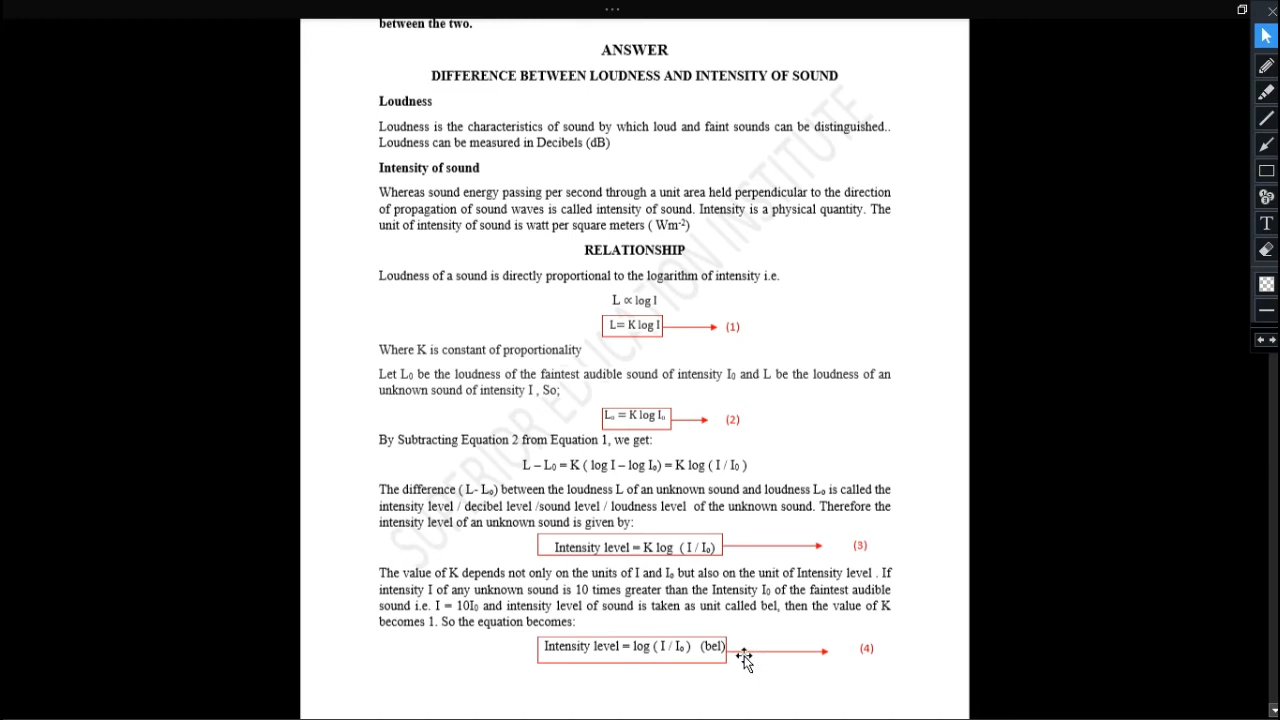 between the two.
ANSWER
DIFFERENCE BETWEEN LOUDNESS AND INTENSITY OF SOUND
Loudness
Loudness is the characteristics of sound by which loud and faint sounds can be distinguished..
Loudness can be measured in Decibels (dB)
Intensity of sound
Whereas sound energy passing per second through a unit area held perpendicular to the direction
of propagation of sound waves is called intensity of sound. Intensity is a physical quantity. The
unit of intensity of sound is watt per square meters ( Wm⁻²)
RELATIONSHIP
Loudness of a sound is directly proportional to the logarithm of intensity i.e.
L ∝ log I
L= K log I (1)
Where K is constant of proportionality
Let L₀ be the loudness of the faintest audible sound of intensity I₀ and L be the loudness of an
unknown sound of intensity I , So;
Lₒ = K log Iₒ (2)
By Subtracting Equation 2 from Equation 1, we get:
L – L₀ = K ( log I – log Iₒ) = K log ( I / I₀ )
The difference ( L- Lₒ) between the loudness L of an unknown sound and loudness Lₒ is called the
intensity level / decibel level /sound level / loudness level of the unknown sound. Therefore the
intensity level of an unknown sound is given by:
Intensity level = K log ( I / Iₒ) (3)
The value of K depends not only on the units of I and Iₒ but also on the unit of Intensity level . If
intensity I of any unknown sound is 10 times greater than the Intensity I₀ of the faintest audible
sound i.e. I = 10I₀ and intensity level of sound is taken as unit called bel, then the value of K
becomes 1. So the equation becomes:
Intensity level = log ( I / Iₒ ) (bel) (4)
SUPERIOR EDUCATION INSTITUTE
T